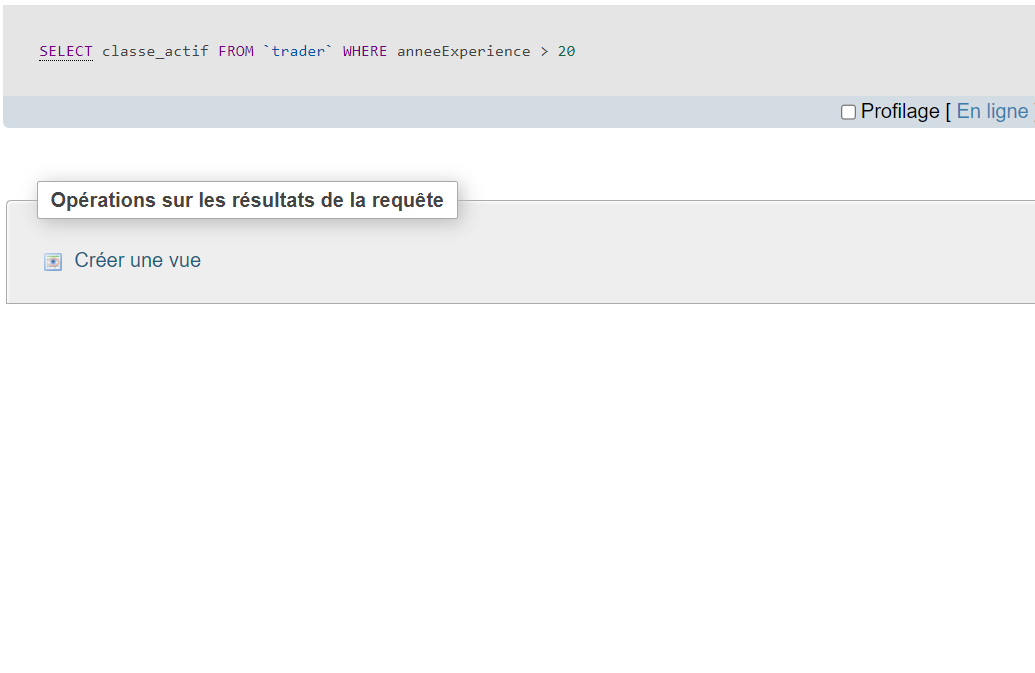 SELECT classe_actif FROM `trader` WHERE anneeExperience > 20
Profilage [ En ligne
Opérations sur les résultats de la requête
Créer une vue